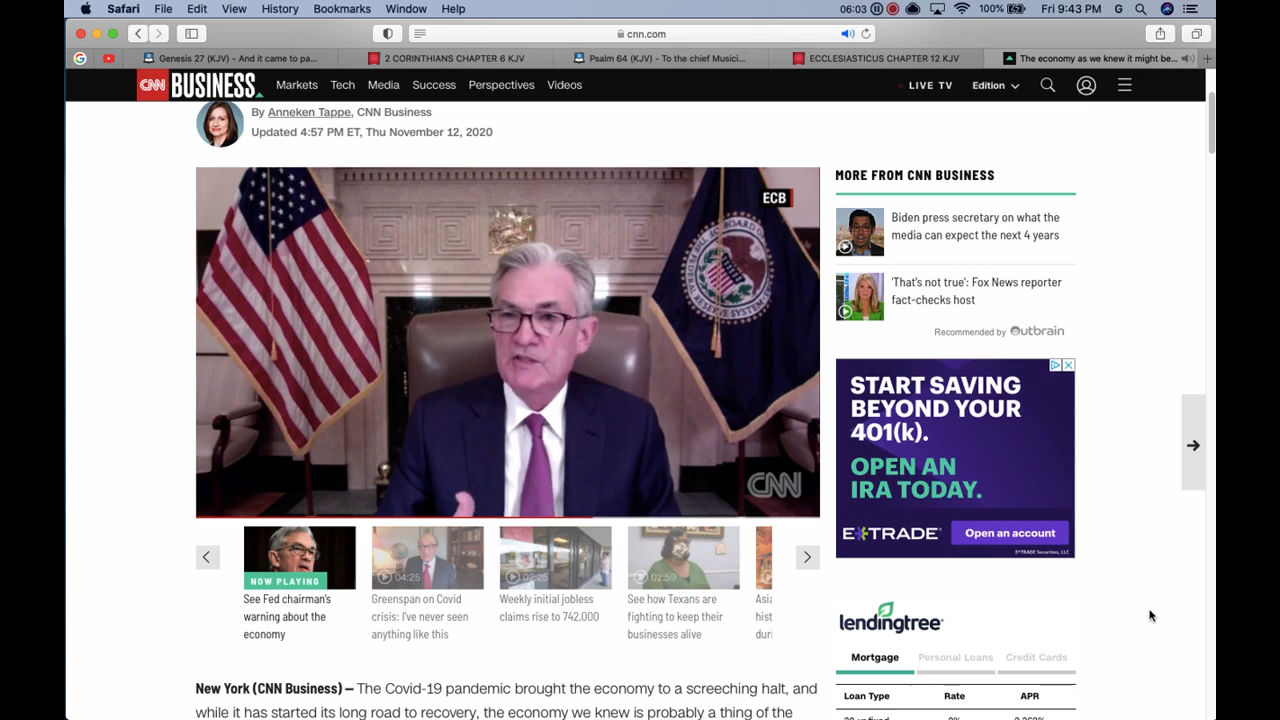 Safari File Edit View History Bookmarks Window Help 06:03 100% Fri 9:43 PM G
cnn.com
Genesis 27 (KJV) - And it came to pa...
2 CORINTHIANS CHAPTER 6 KJV
Psalm 64 (KJV) - To the chief Musici...
ECCLESIASTICUS CHAPTER 12 KJV
The economy as we knew it might be...
CNN BUSINESS Markets Tech Media Success Perspectives Videos LIVE TV Edition
By Anneken Tappe, CNN Business
Updated 4:57 PM ET, Thu November 12, 2020
ECB
CNN
NOW PLAYING
See Fed chairman's
warning about the
economy
04:25
Greenspan on Covid
crisis: I've never seen
anything like this
02:25
Weekly initial jobless
claims rise to 742,000
02:59
See how Texans are
fighting to keep their
businesses alive
Asia
hist
duri
New York (CNN Business) — The Covid-19 pandemic brought the economy to a screeching halt, and
while it has started its long road to recovery, the economy we knew is probably a thing of the
MORE FROM CNN BUSINESS
Biden press secretary on what the
media can expect the next 4 years
'That's not true': Fox News reporter
fact-checks host
Recommended by Outbrain
START SAVING
BEYOND YOUR
401(k).
OPEN AN
IRA TODAY.
E*TRADE Open an account
E*TRADE Securities, LLC
lendingtree
Mortgage Personal Loans Credit Cards
Loan Type Rate APR